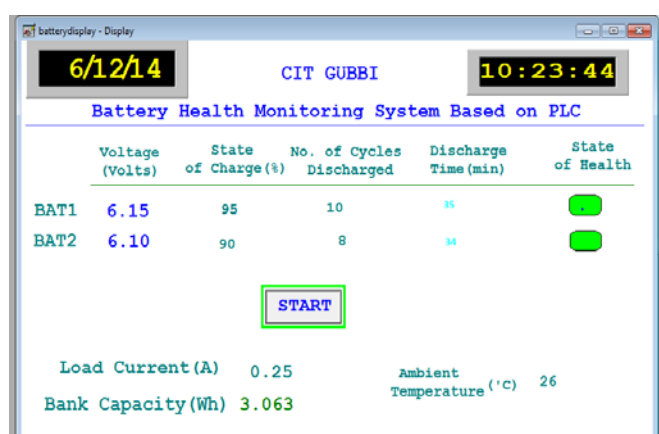 batterydisplay - Display
6/12/14 CIT GUBBI 10:23:44
Battery Health Monitoring System Based on PLC
Voltage State No. of Cycles Discharge State
(Volts) of Charge(%) Discharged Time(min) of Health
BAT1 6.15 95 10 35
BAT2 6.10 90 8 34
START
Load Current(A) 0.25 Ambient
Temperature('C) 26
Bank Capacity(Wh) 3.063